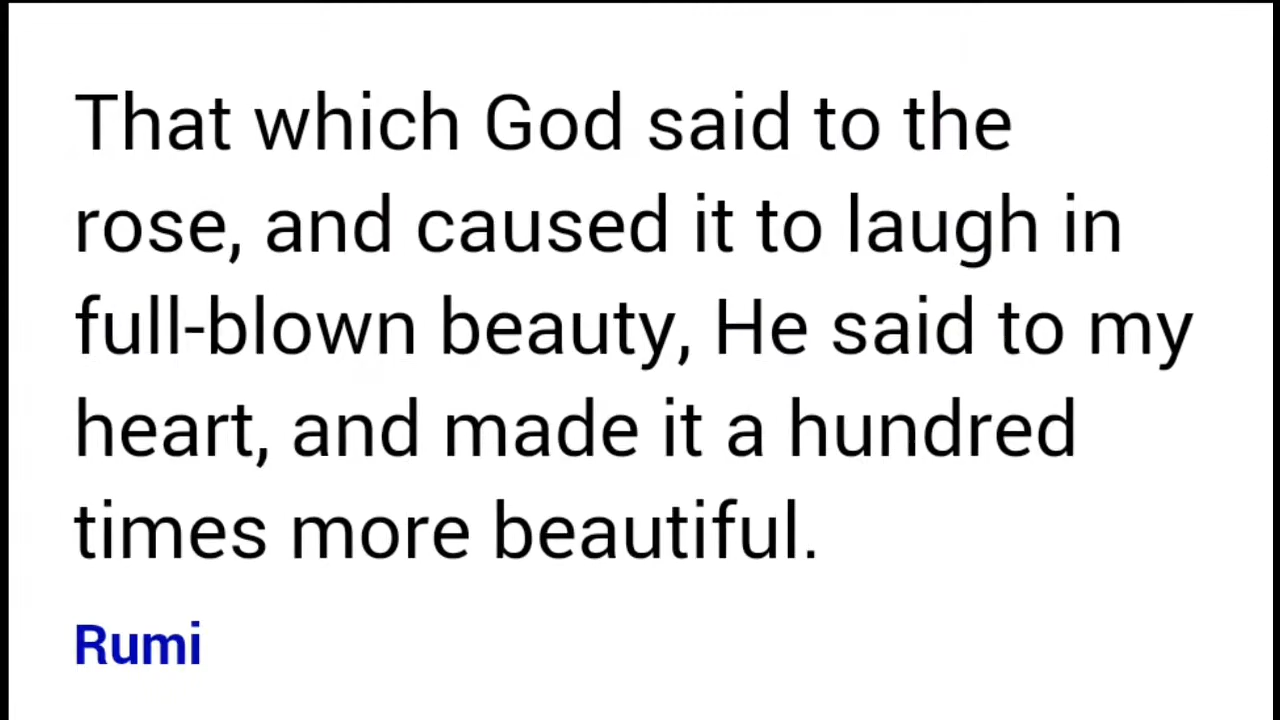 That which God said to the
rose, and caused it to laugh in
full-blown beauty, He said to my
heart, and made it a hundred
times more beautiful.
Rumi